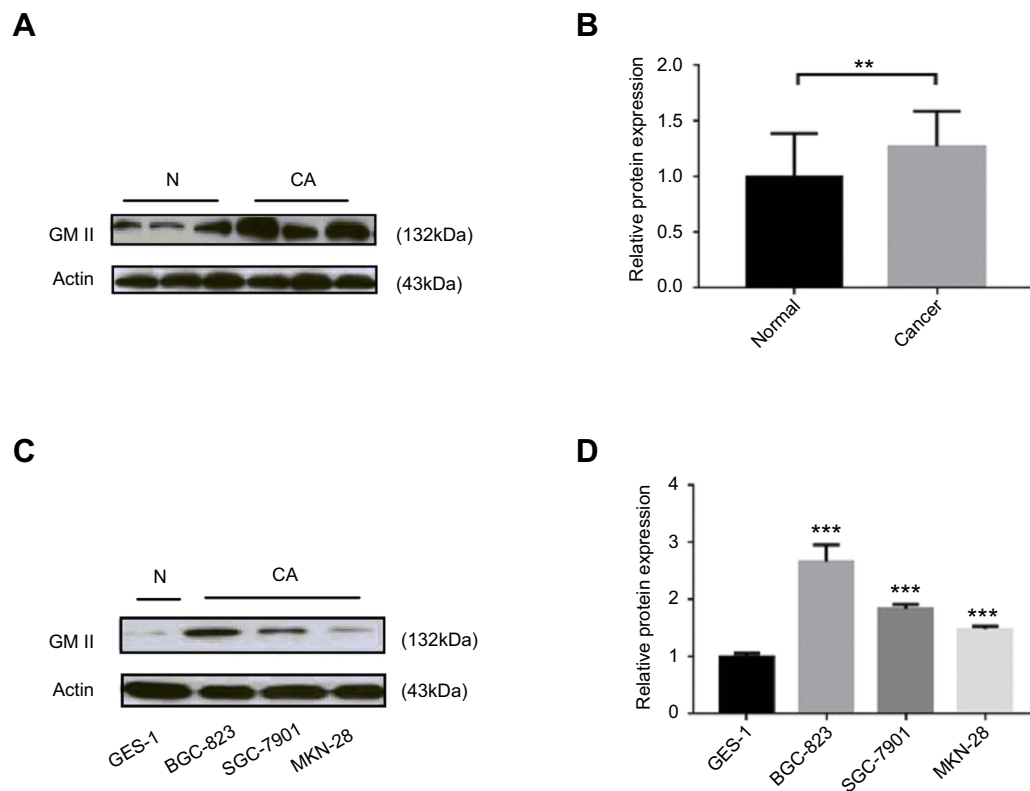 A
N CA
GM II (132kDa)
Actin (43kDa)
B
Relative protein expression
2.0
1.5
1.0
0.5
0.0
**
Normal Cancer
C
N CA
GM II (132kDa)
Actin (43kDa)
GES-1 BGC-823 SGC-7901 MKN-28
D
Relative protein expression
4
3
2
1
0
*** *** ***
GES-1 BGC-823 SGC-7901 MKN-28